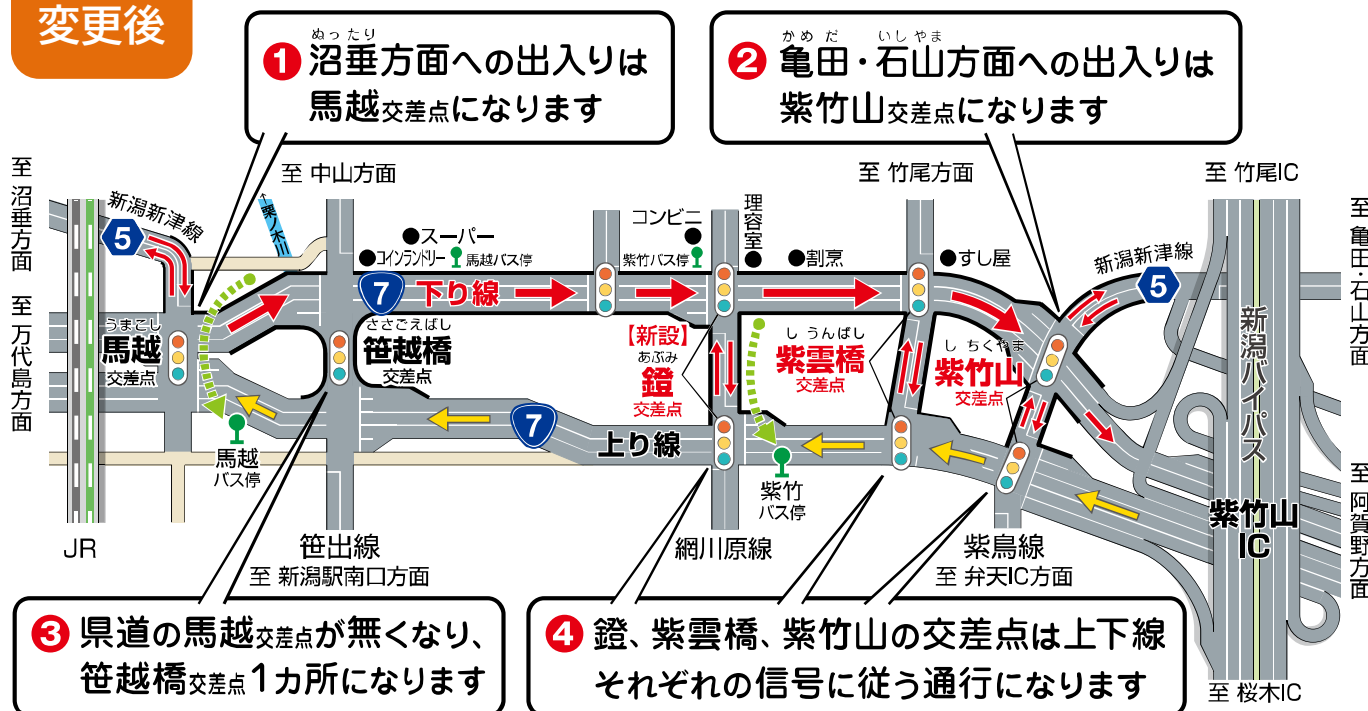 変更後
ぬったり
① 沼垂方面への出入りは
馬越交差点になります
かめだ いしやま
② 亀田・石山方面への出入りは
紫竹山交差点になります
至 沼垂方面
至 万代島方面
新潟新津線
5
至 中山方面
↑栗ノ木川
スーパー
コインランドリー
馬越バス停
コンビニ
紫竹バス停
理容室
割烹
至 竹尾方面
すし屋
新潟新津線
5
至 竹尾IC
至 亀田・石山方面
7
下り線
うまこし
馬越
交差点
ささごえばし
笹越橋
交差点
【新設】
あぶみ
鐙
交差点
しうんばし
紫雲橋
交差点
しちくやま
紫竹山
交差点
新潟バイパス
7
上り線
馬越
バス停
紫竹
バス停
紫竹山
IC
至 阿賀野方面
JR
笹出線
至 新潟駅南口方面
網川原線
紫鳥線
至 弁天IC方面
至 桜木IC
③ 県道の馬越交差点が無くなり、
笹越橋交差点1カ所になります
④ 鐙、紫雲橋、紫竹山の交差点は上下線
それぞれの信号に従う通行になります